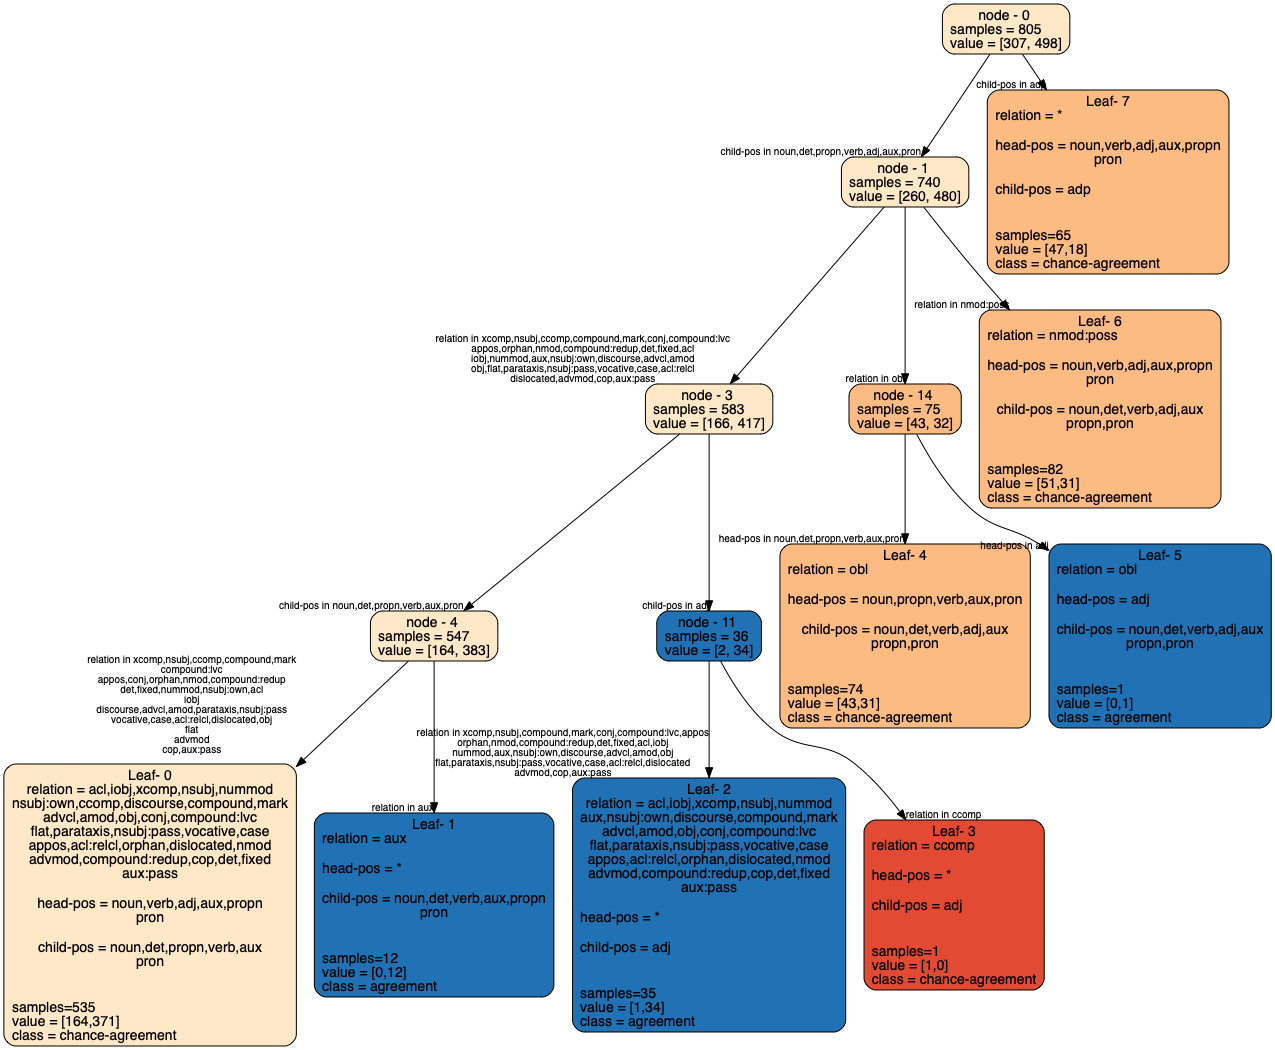 node - 0
samples = 805
value = [307, 498]
child-pos in adp
Leaf- 7
relation = *
head-pos = noun,verb,adj,aux,propn
pron
child-pos = adp
samples=65
value = [47,18]
class = chance-agreement
child-pos in noun,det,propn,verb,adj,aux,pron
node - 1
samples = 740
value = [260, 480]
relation in nmod:poss
Leaf- 6
relation = nmod:poss
head-pos = noun,verb,adj,aux,propn
pron
child-pos = noun,det,verb,adj,aux
propn,pron
samples=82
value = [51,31]
class = chance-agreement
relation in xcomp,nsubj,ccomp,compound,mark,conj,compound:lvc
appos,orphan,nmod,compound:redup,det,fixed,acl
iobj,nummod,aux,nsubj:own,discourse,advcl,amod
obj,flat,parataxis,nsubj:pass,vocative,case,acl:relcl
dislocated,advmod,cop,aux:pass
node - 3
samples = 583
value = [166, 417]
relation in obl
node - 14
samples = 75
value = [43, 32]
head-pos in noun,det,propn,verb,aux,pron
Leaf- 4
relation = obl
head-pos = noun,propn,verb,aux,pron
child-pos = noun,det,verb,adj,aux
propn,pron
samples=74
value = [43,31]
class = chance-agreement
head-pos in adj
Leaf- 5
relation = obl
head-pos = adj
child-pos = noun,det,verb,adj,aux
propn,pron
samples=1
value = [0,1]
class = agreement
child-pos in noun,det,propn,verb,aux,pron
node - 4
samples = 547
value = [164, 383]
child-pos in adj
node - 11
samples = 36
value = [2, 34]
relation in xcomp,nsubj,ccomp,compound,mark
compound:lvc
appos,conj,orphan,nmod,compound:redup
det,fixed,nummod,nsubj:own,acl
iobj
discourse,advcl,amod,parataxis,nsubj:pass
vocative,case,acl:relcl,dislocated,obj
flat
advmod
cop,aux:pass
Leaf- 0
relation = acl,iobj,xcomp,nsubj,nummod
nsubj:own,ccomp,discourse,compound,mark
advcl,amod,obj,conj,compound:lvc
flat,parataxis,nsubj:pass,vocative,case
appos,acl:relcl,orphan,dislocated,nmod
advmod,compound:redup,cop,det,fixed
aux:pass
head-pos = noun,verb,adj,aux,propn
pron
child-pos = noun,det,propn,verb,aux
pron
samples=535
value = [164,371]
class = chance-agreement
relation in aux
Leaf- 1
relation = aux
head-pos = *
child-pos = noun,det,verb,aux,propn
pron
samples=12
value = [0,12]
class = agreement
relation in xcomp,nsubj,compound,mark,conj,compound:lvc,appos
orphan,nmod,compound:redup,det,fixed,acl,iobj
nummod,aux,nsubj:own,discourse,advcl,amod,obj
flat,parataxis,nsubj:pass,vocative,case,acl:relcl,dislocated
advmod,cop,aux:pass
Leaf- 2
relation = acl,iobj,xcomp,nsubj,nummod
aux,nsubj:own,discourse,compound,mark
advcl,amod,obj,conj,compound:lvc
flat,parataxis,nsubj:pass,vocative,case
appos,acl:relcl,orphan,dislocated,nmod
advmod,compound:redup,cop,det,fixed
aux:pass
head-pos = *
child-pos = adj
samples=35
value = [1,34]
class = agreement
relation in ccomp
Leaf- 3
relation = ccomp
head-pos = *
child-pos = adj
samples=1
value = [1,0]
class = chance-agreement